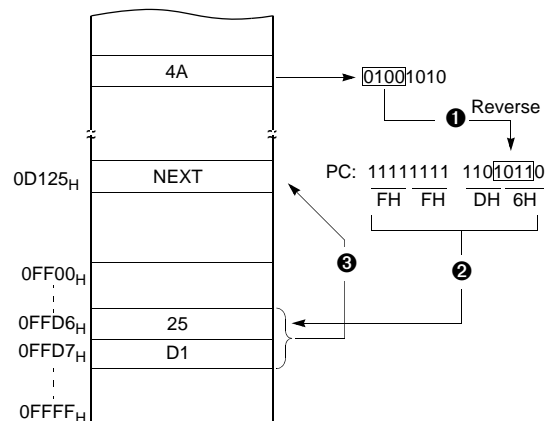 4A
01001010
❶ Reverse
0D125H
NEXT
PC: 11111111 11010110
FH FH DH 6H
❸
❷
0FF00H
0FFD6H
25
0FFD7H
D1
0FFFFH